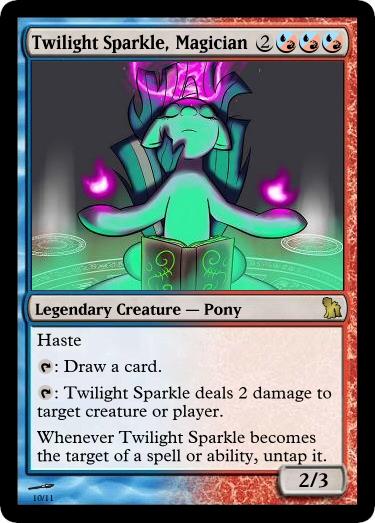 Twilight Sparkle, Magician 2
Legendary Creature — Pony
Haste
: Draw a card.
: Twilight Sparkle deals 2 damage to
target creature or player.
Whenever Twilight Sparkle becomes
the target of a spell or ability, untap it.
2/3
10/11